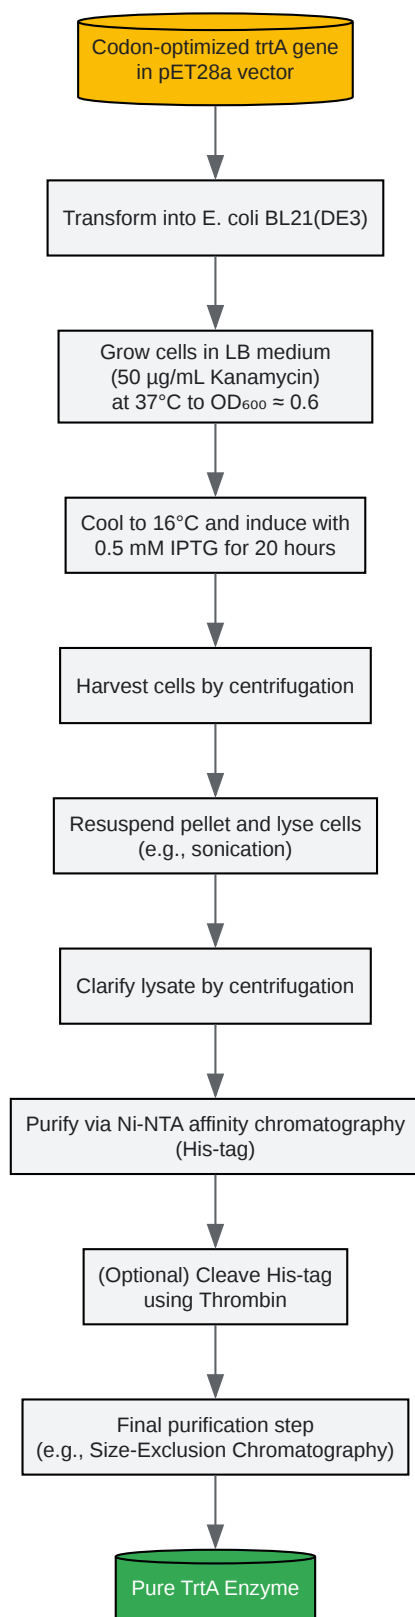 Codon-optimized trtA gene
in pET28a vector
Transform into E. coli BL21(DE3)
Grow cells in LB medium
(50 µg/mL Kanamycin)
at 37°C to OD₆₀₀ ≈ 0.6
Cool to 16°C and induce with
0.5 mM IPTG for 20 hours
Harvest cells by centrifugation
Resuspend pellet and lyse cells
(e.g., sonication)
Clarify lysate by centrifugation
Purify via Ni-NTA affinity chromatography
(His-tag)
(Optional) Cleave His-tag
using Thrombin
Final purification step
(e.g., Size-Exclusion Chromatography)
Pure TrtA Enzyme